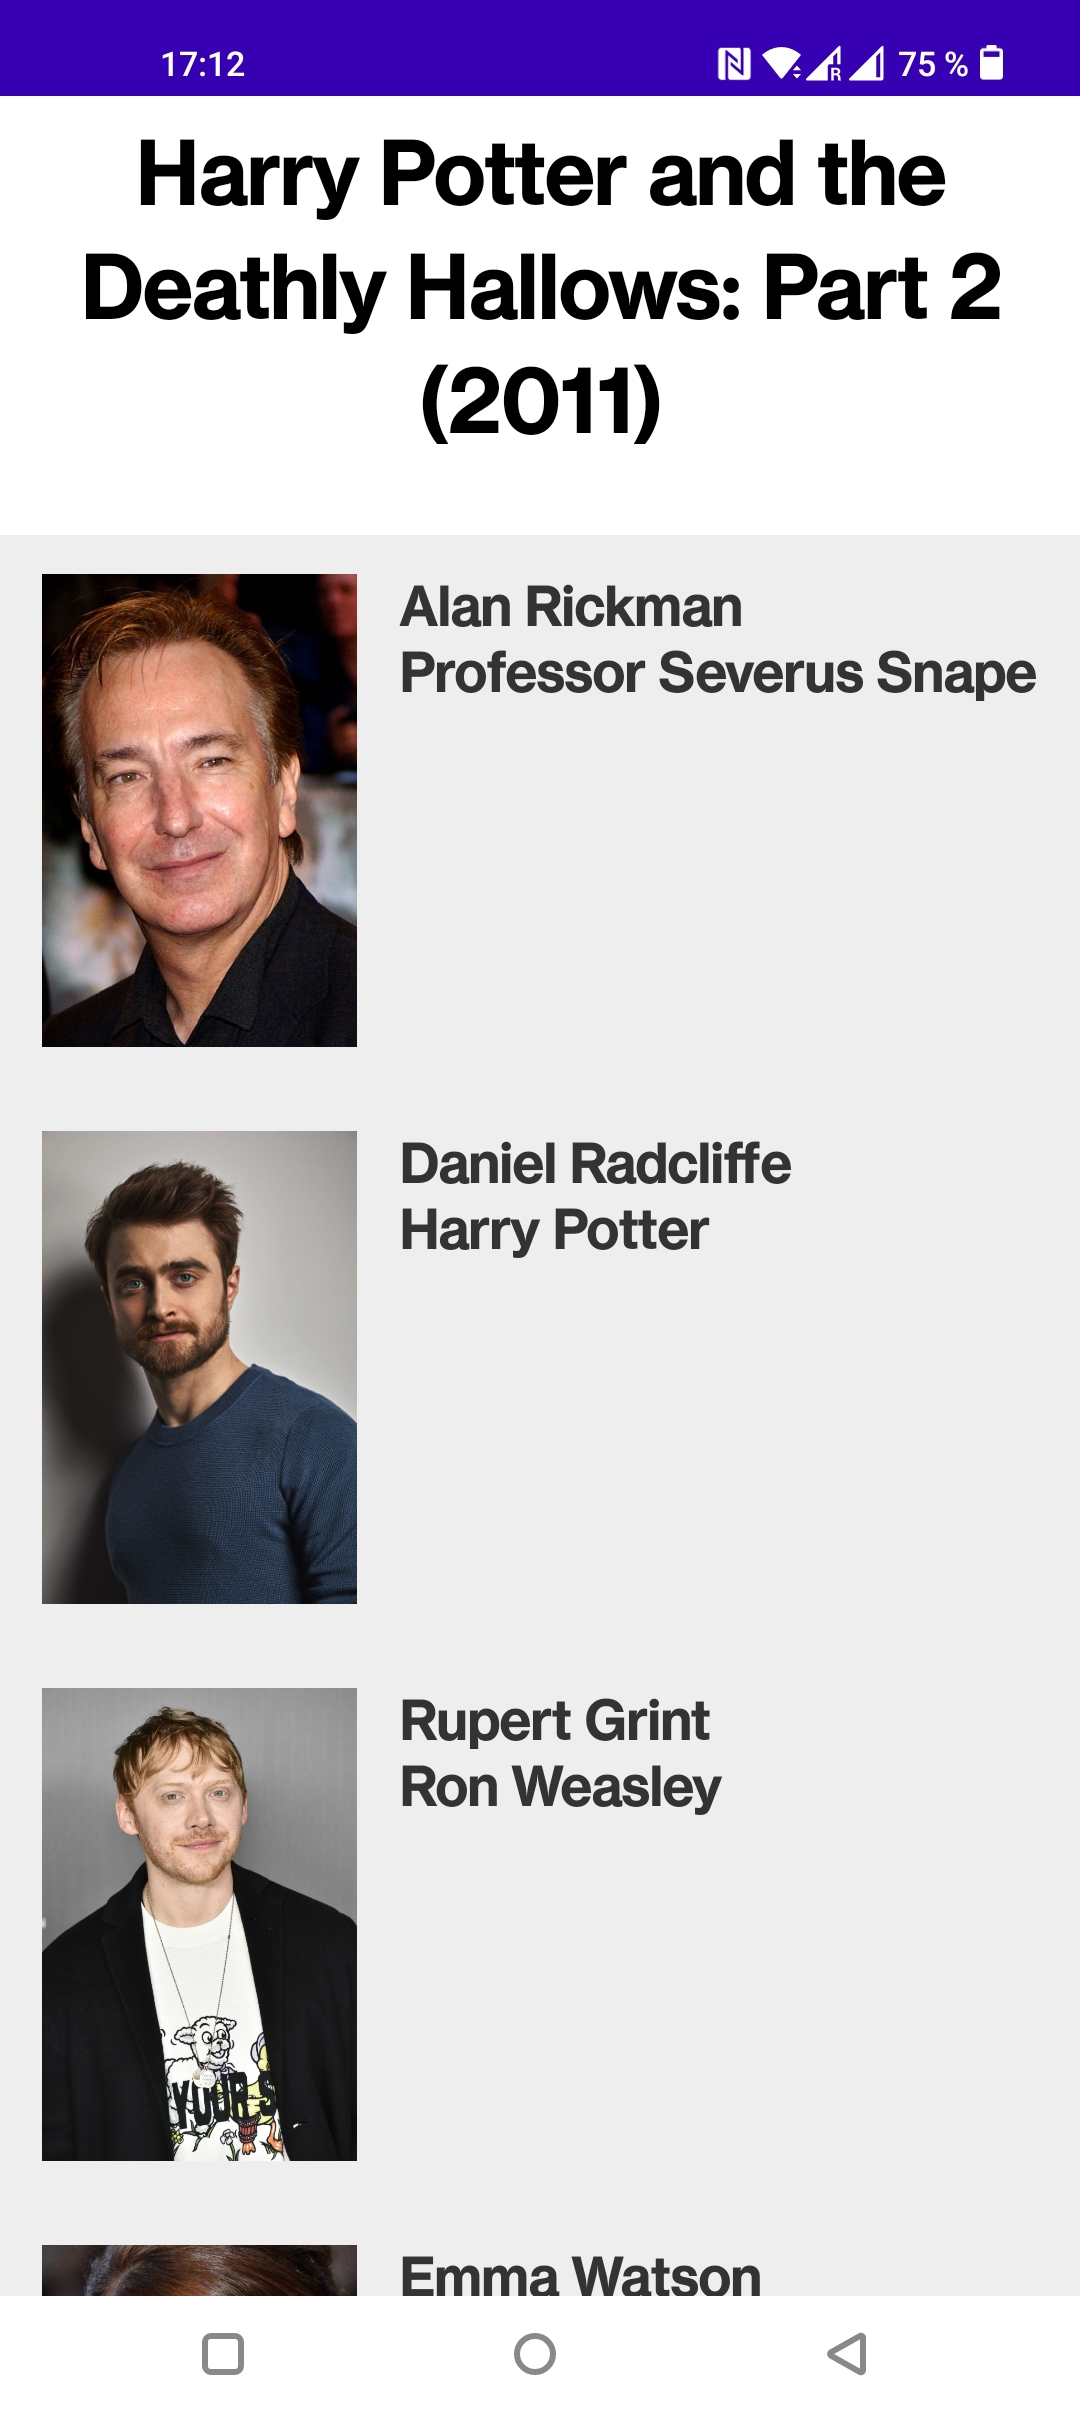 17:12
R
75 %
Harry Potter and the
Deathly Hallows: Part 2
(2011)
Alan Rickman
Professor Severus Snape
Daniel Radcliffe
Harry Potter
Rupert Grint
Ron Weasley
YOUR S
Emma Watson